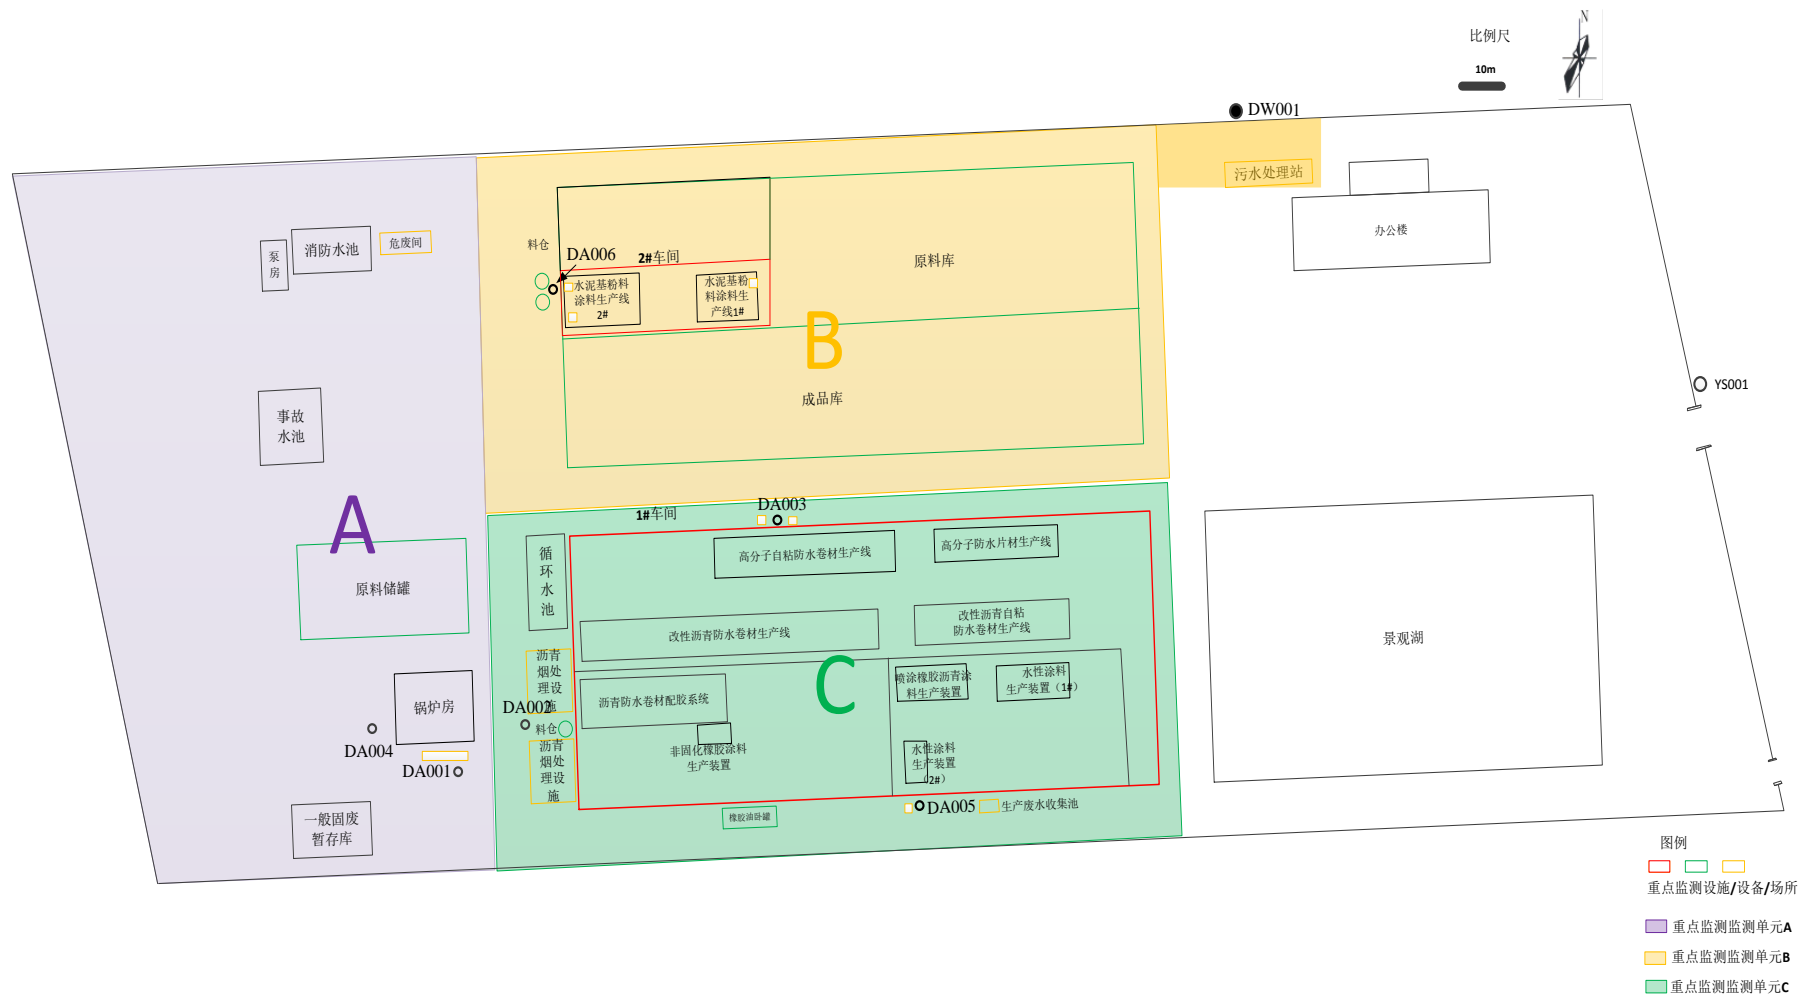 N
比例尺
10m
DW001
污水处理站
办公楼
YS001
景观湖
泵
房
消防水池
危废间
事故
水池
A
原料储罐
锅炉房
DA004
DA001
一般固废
暂存库
料仓
DA006
2#车间
水泥基粉料
涂料生产线
2#
水泥基粉
料涂料生
产线1#
原料库
B
成品库
DA003
1#车间
循
环
水
池
高分子自粘防水卷材生产线
高分子防水片材生产线
改性沥青防水卷材生产线
改性沥青自粘
防水卷材生产线
沥青
烟处
理设
施
DA002
料仓
沥青
烟处
理设
施
沥青防水卷材配胶系统
C
喷涂橡胶沥青涂
料生产装置
水性涂料
生产装置（1#）
非固化橡胶涂料
生产装置
水性涂料
生产装置
（2#）
橡胶油卧罐
DA005
生产废水收集池
图例
重点监测设施/设备/场所
重点监测监测单元A
重点监测监测单元B
重点监测监测单元C